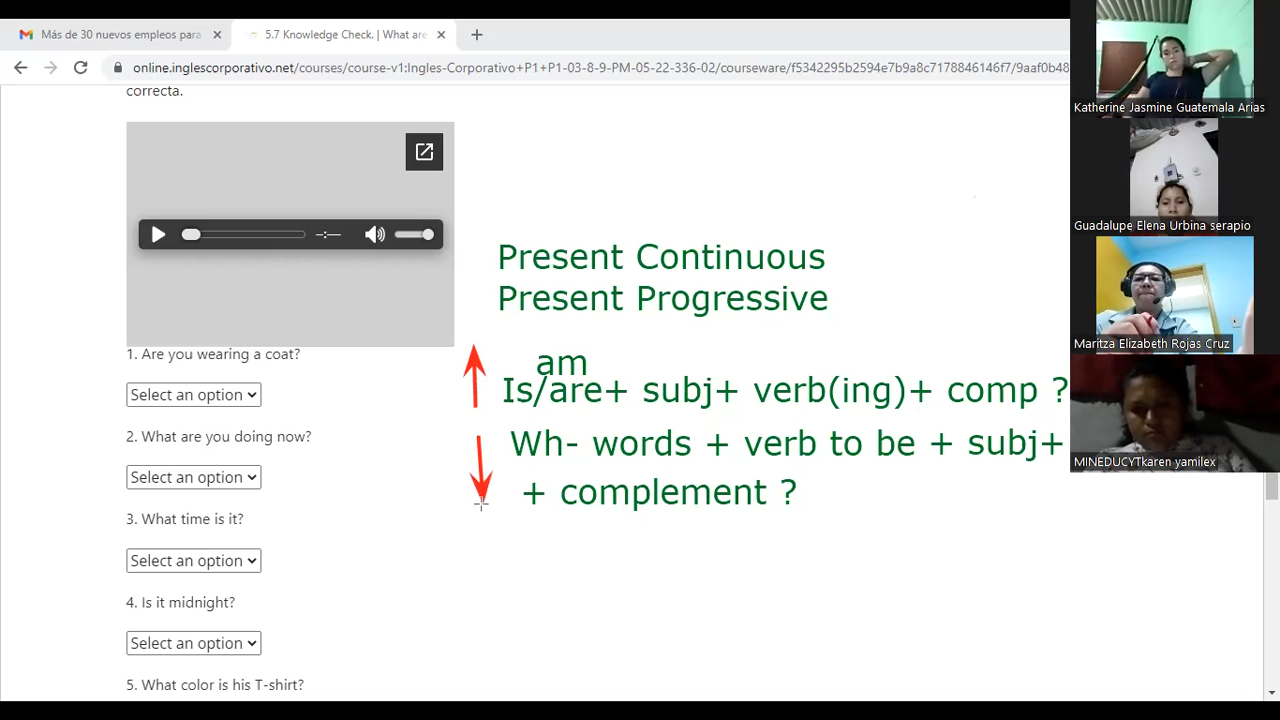 Más de 30 nuevos empleos para
5.7 Knowledge Check. | What are
online.inglescorporativo.net/courses/course-v1:Ingles-Corporativo+P1+P1-03-8-9-PM-05-22-336-02/courseware/f5342295b2594e7b9a8c7178846146f7/9aaf0b48
correcta.
1. Are you wearing a coat?
Select an option
2. What are you doing now?
Select an option
3. What time is it?
Select an option
4. Is it midnight?
Select an option
5. What color is his T-shirt?
Present Continuous
Present Progressive
am
Is/are+ subj+ verb(ing)+ comp ?
Wh- words + verb to be + subj+
+ complement ?
Katherine Jasmine Guatemala Arias
Guadalupe Elena Urbina serapio
Maritza Elizabeth Rojas Cruz
MINEDUCYTkaren yamilex